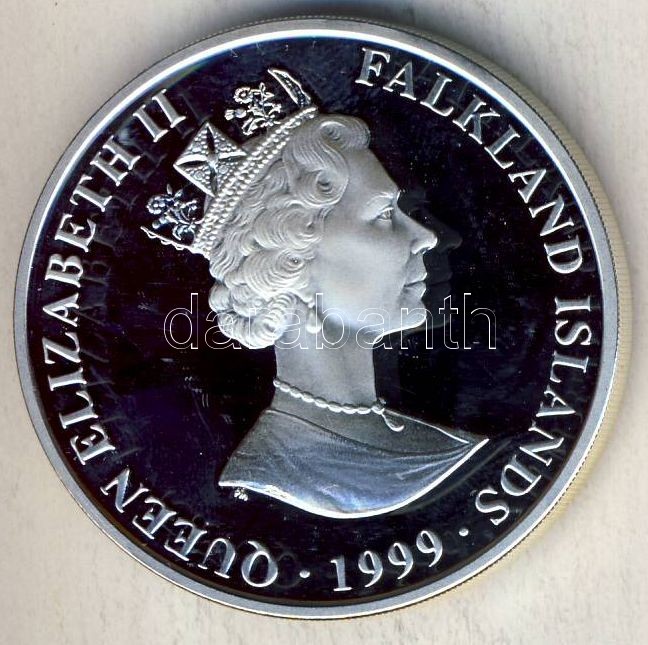 QUEEN ELIZABETH II
FALKLAND ISLANDS
· 1999 ·
darabanth